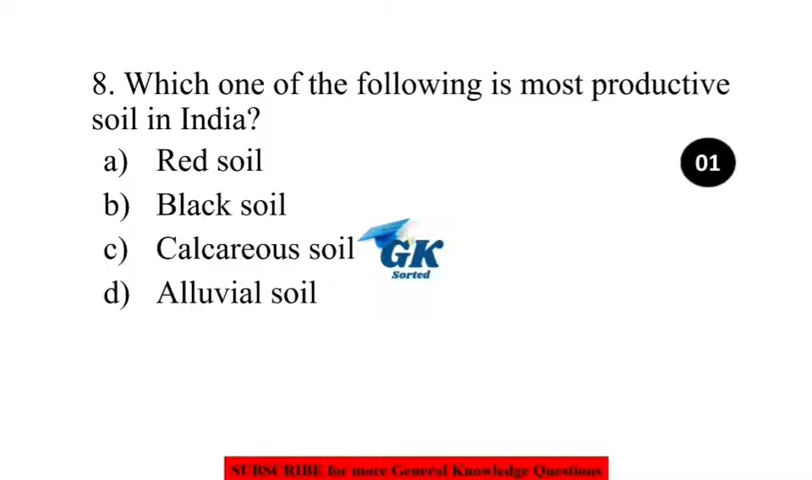 8. Which one of the following is most productive
soil in India?
a) Red soil
01
b) Black soil
c) Calcareous soil
GK
Sorted
d) Alluvial soil
SUBSCRIBE for more General Knowledge Questions